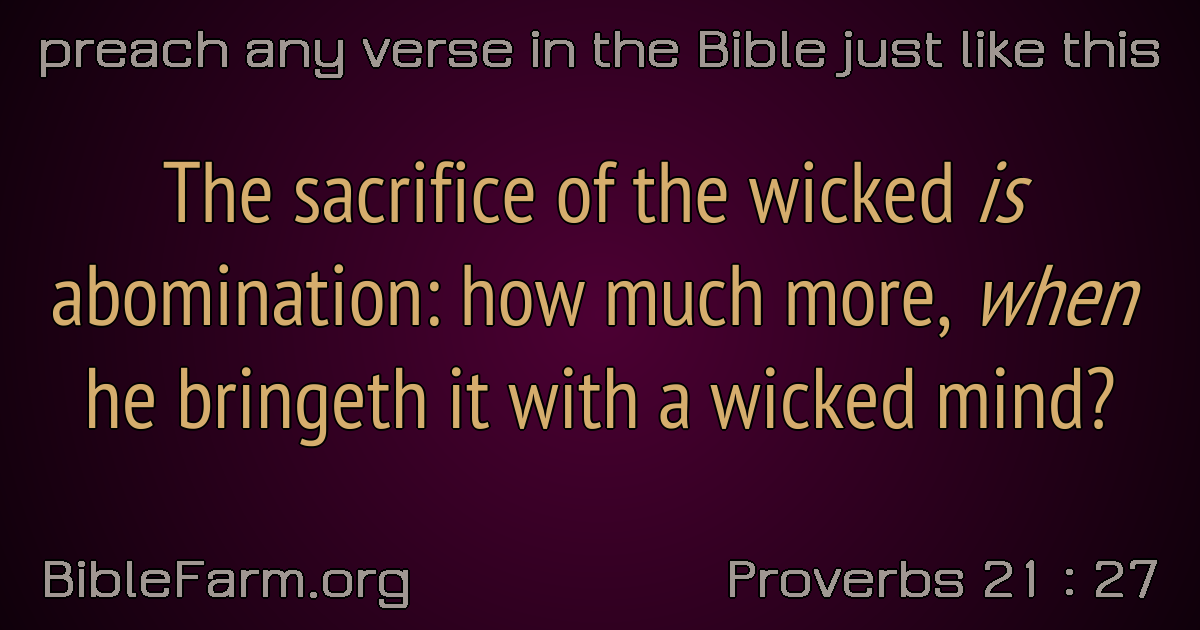 preach any verse in the Bible just like this
The sacrifice of the wicked is
abomination: how much more, when
he bringeth it with a wicked mind?
BibleFarm.org
Proverbs 21 : 27